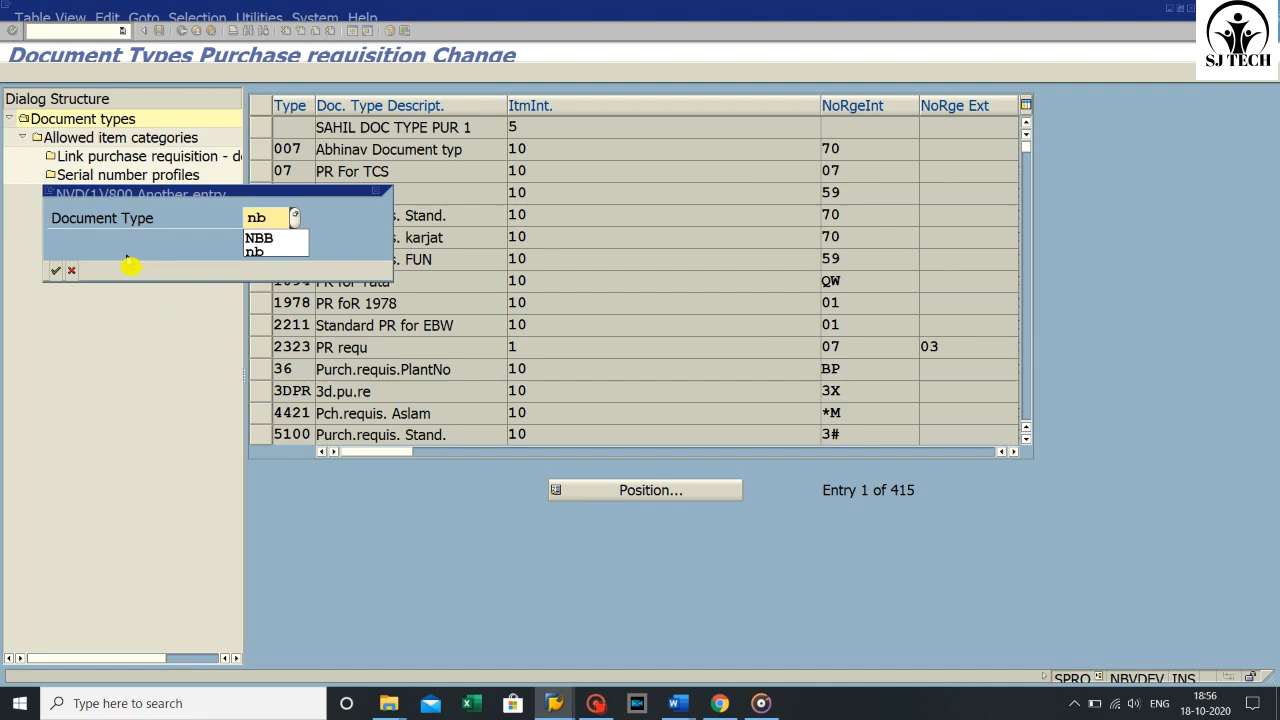 Table View Edit Goto Selection Utilities System Help
SJ TECH
Document Types Purchase requisition Change
Dialog Structure
Document types
Allowed item categories
Link purchase requisition - d
Serial number profiles
NVD(1)/800 Another entry
Document Type nb
NBB
nb
Type Doc. Type Descript. ItmInt. NoRgeInt NoRge Ext
SAHIL DOC TYPE PUR 1 5
007 Abhinav Document typ 10 70
07 PR For TCS 10 07
10 59
s. Stand. 10 70
s. karjat 10 70
s. FUN 10 59
10 QW
1978 PR foR 1978 10 01
2211 Standard PR for EBW 10 01
2323 PR requ 1 07 03
36 Purch.requis.PlantNo 10 BP
3DPR 3d.pu.re 10 3X
4421 Pch.requis. Aslam 10 *M
5100 Purch.requis. Stand. 10 3#
Position... Entry 1 of 415
SPRO NBVDEV INS
Type here to search
ENG
18:56
18-10-2020